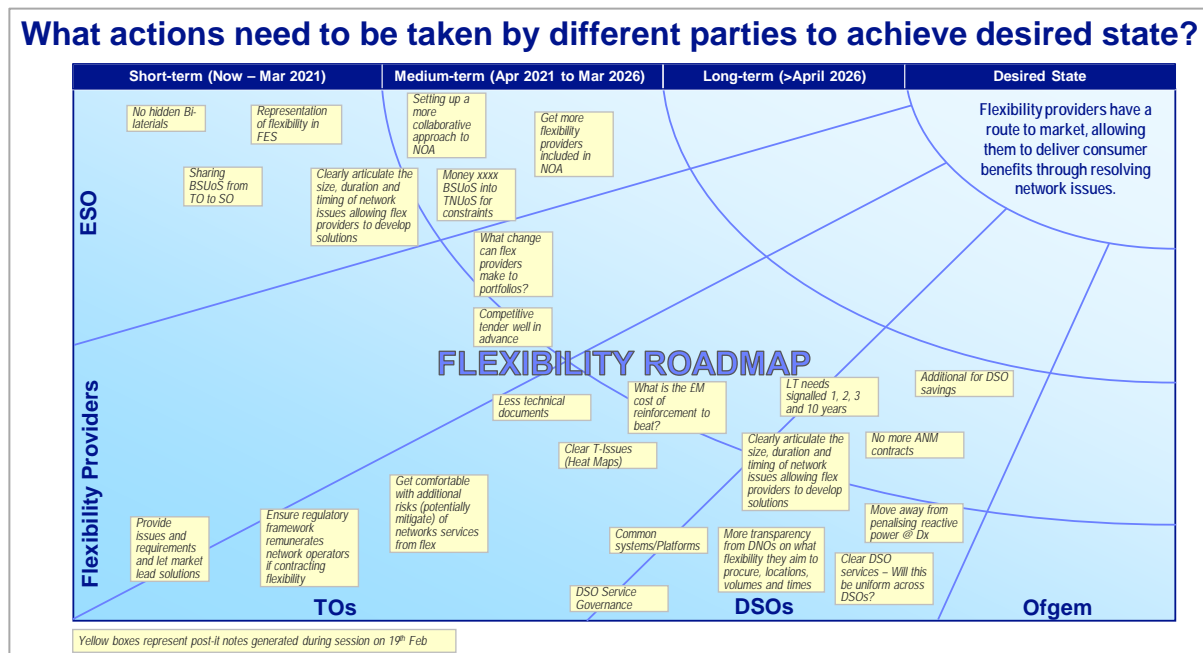 What actions need to be taken by different parties to achieve desired state?
Short-term (Now – Mar 2021)
Medium-term (Apr 2021 to Mar 2026)
Long-term (>April 2026)
Desired State
ESO
No hidden Bi-
laterials
Representation
of flexibility in
FES
Setting up a
more
collaborative
approach to
NOA
Get more
flexibility
providers
included in
NOA
Flexibility providers have a
route to market, allowing
them to deliver consumer
benefits through resolving
network issues.
Sharing
BSUoS from
TO to SO
Clearly articulate the
size, duration and
timing of network
issues allowing flex
providers to develop
solutions
Money xxxx
BSUoS into
TNUoS for
constraints
What change
can flex
providers
make to
portfolios?
Competitive
tender well in
advance
FLEXIBILITY ROADMAP
Flexibility Providers
Less technical
documents
What is the £M
cost of
reinforcement to
beat?
LT needs
signalled 1, 2, 3
and 10 years
Additional for DSO
savings
Clear T-Issues
(Heat Maps)
Clearly articulate the
size, duration and
timing of network
issues allowing flex
providers to develop
solutions
No more ANM
contracts
Get comfortable
with additional
risks (potentially
mitigate) of
networks services
from flex
Provide
issues and
requirements
and let market
lead solutions
Ensure regulatory
framework
remunerates
network operators
if contracting
flexibility
Common
systems/Platforms
More transparency
from DNOs on what
flexibility they aim to
procure, locations,
volumes and times
Move away from
penalising reactive
power @ Dx
Clear DSO
services – Will this
be uniform across
DSOs?
DSO Service
Governance
TOs
DSOs
Ofgem
Yellow boxes represent post-it notes generated during session on 19th Feb